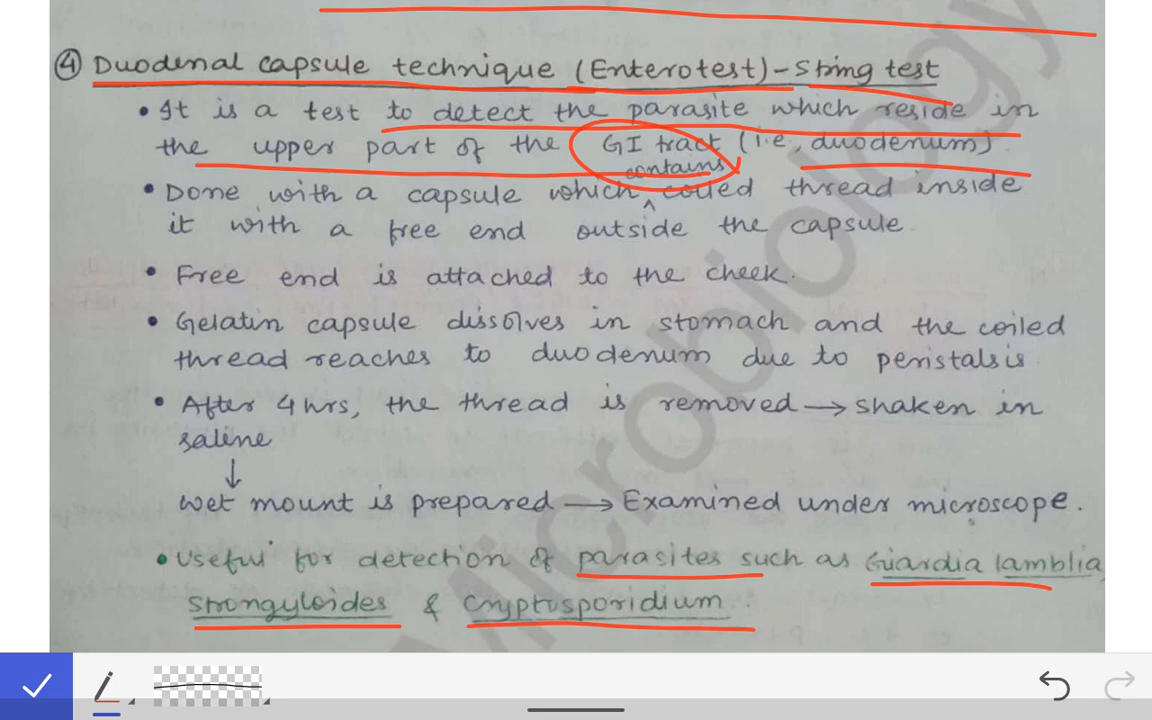 ④ Duodenal capsule technique (Enterotest) - String test
• It is a test to detect the parasite which reside in
the upper part of the GI tract (i.e, duodenum)
contains
• Done with a capsule which ^ coiled thread inside
it with a free end outside the capsule
• Free end is attached to the cheek.
• Gelatin capsule dissolves in stomach and the coiled
thread reaches to duodenum due to peristalsis
• After 4 hrs, the thread is removed → shaken in
saline
↓
wet mount is prepared → Examined under microscope.
• Useful for detection of parasites such as Giardia lamblia,
Strongyloides & Cryptosporidium.
Microbiology